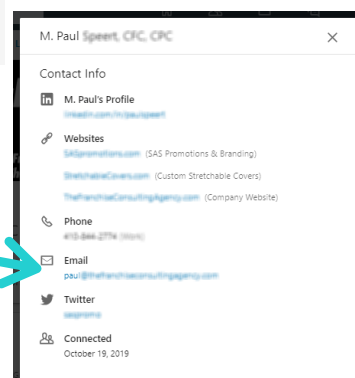 M. Paul Speert, CFC, CPC
Contact Info
M. Paul's Profile
linkedin.com/in/paulspeert
Websites
SASpromotions.com (SAS Promotions & Branding)
StretchableCovers.com (Custom Stretchable Covers)
TheFranchiseConsultingAgency.com (Company Website)
Phone
(Work)
Email
paul@thefranchiseconsultingagency.com
Twitter
saspromo
Connected
October 19, 2019